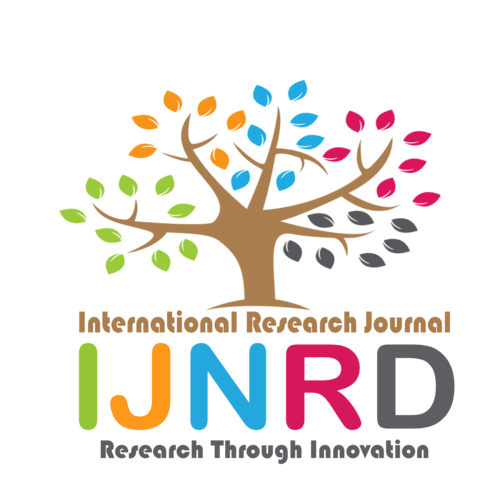 International Research Journal
IJNRD
Research Through Innovation